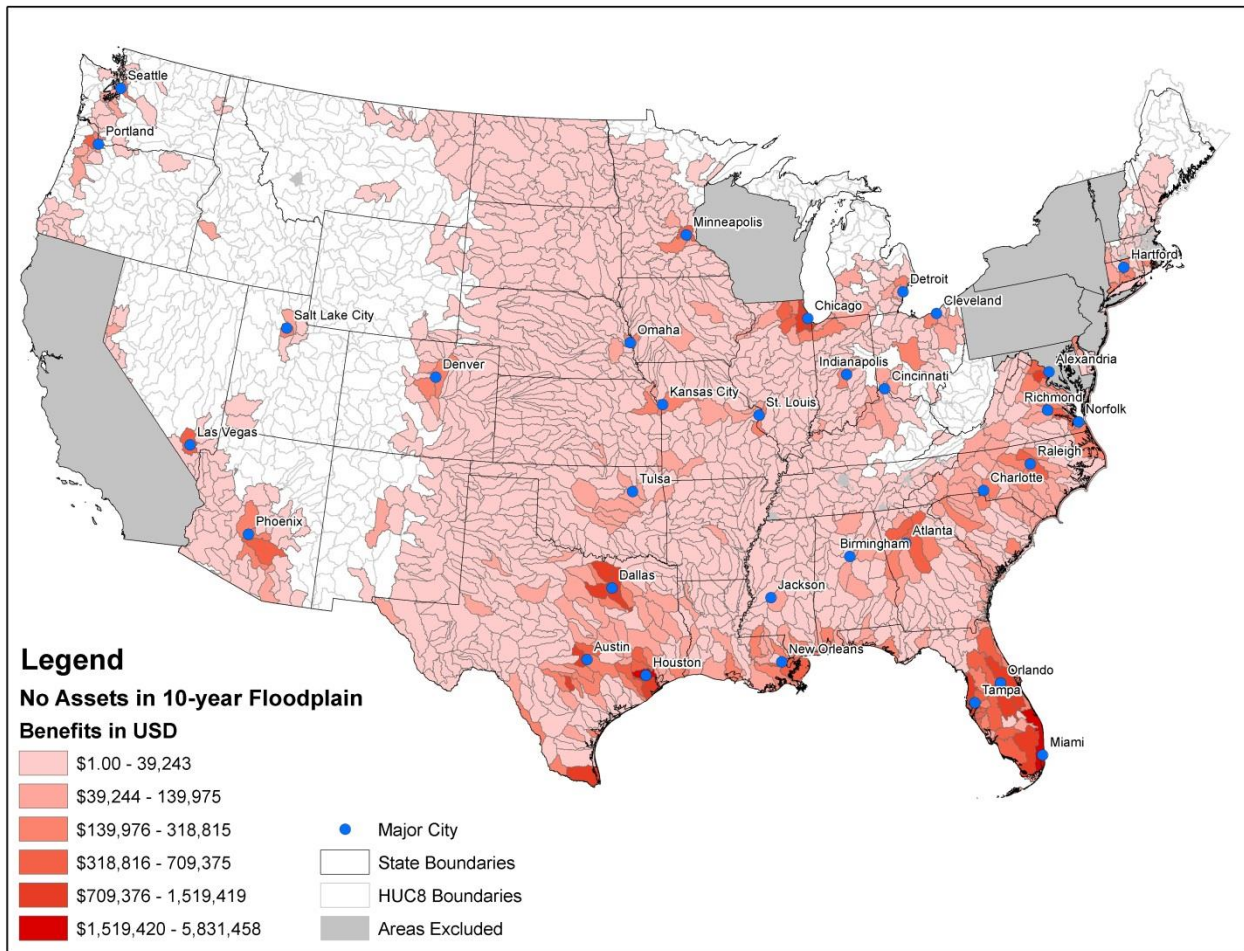 Seattle
Portland
Minneapolis
Hartford
Detroit
Cleveland
Chicago
Salt Lake City
Omaha
Denver
Indianapolis
Cincinnati
Alexandria
Kansas City
St. Louis
Richmond
Norfolk
Las Vegas
Raleigh
Tulsa
Charlotte
Phoenix
Atlanta
Birmingham
Dallas
Jackson
Austin
Houston
New Orleans
Orlando
Tampa
Miami
Legend
No Assets in 10-year Floodplain
Benefits in USD
$1.00 - 39,243
$39,244 - 139,975
$139,976 - 318,815
$318,816 - 709,375
$709,376 - 1,519,419
$1,519,420 - 5,831,458
Major City
State Boundaries
HUC8 Boundaries
Areas Excluded